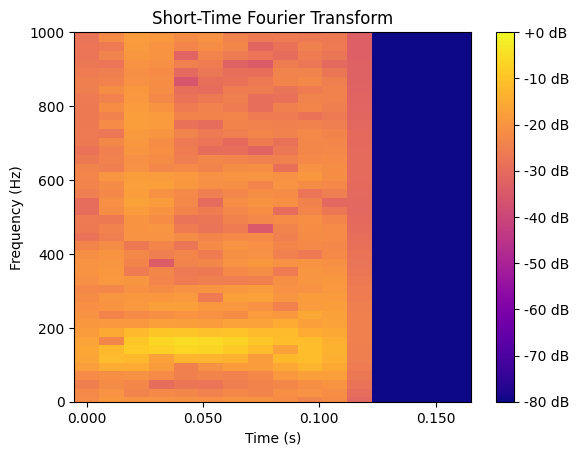 Short-Time Fourier Transform
Frequency (Hz)
1000
800
600
400
200
0
0.000
0.050
0.100
0.150
Time (s)
+0 dB
-10 dB
-20 dB
-30 dB
-40 dB
-50 dB
-60 dB
-70 dB
-80 dB